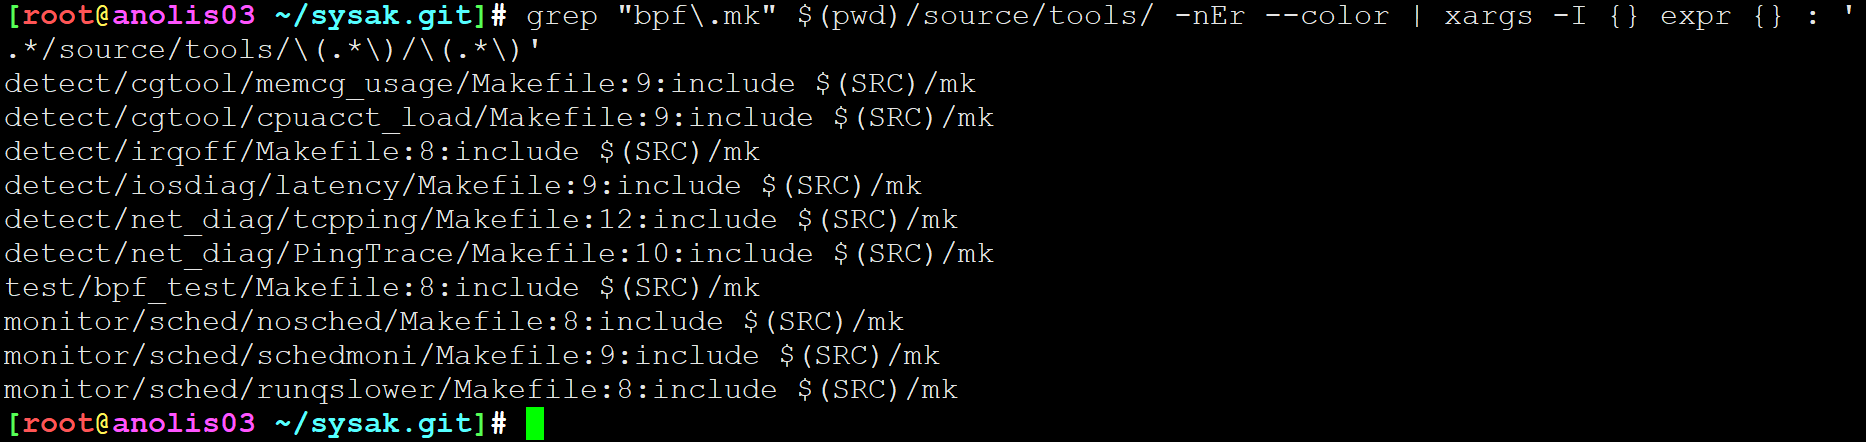 [root@anolis03 ~/sysak.git]# grep "bpf\.mk" $(pwd)/source/tools/ -nEr --color | xargs -I {} expr {} : '
.*/source/tools/\(.*\)/\(.*\)'
detect/cgtool/memcg_usage/Makefile:9:include $(SRC)/mk
detect/cgtool/cpuacct_load/Makefile:9:include $(SRC)/mk
detect/irqoff/Makefile:8:include $(SRC)/mk
detect/iosdiag/latency/Makefile:9:include $(SRC)/mk
detect/net_diag/tcpping/Makefile:12:include $(SRC)/mk
detect/net_diag/PingTrace/Makefile:10:include $(SRC)/mk
test/bpf_test/Makefile:8:include $(SRC)/mk
monitor/sched/nosched/Makefile:8:include $(SRC)/mk
monitor/sched/schedmoni/Makefile:9:include $(SRC)/mk
monitor/sched/runqslower/Makefile:8:include $(SRC)/mk
[root@anolis03 ~/sysak.git]#